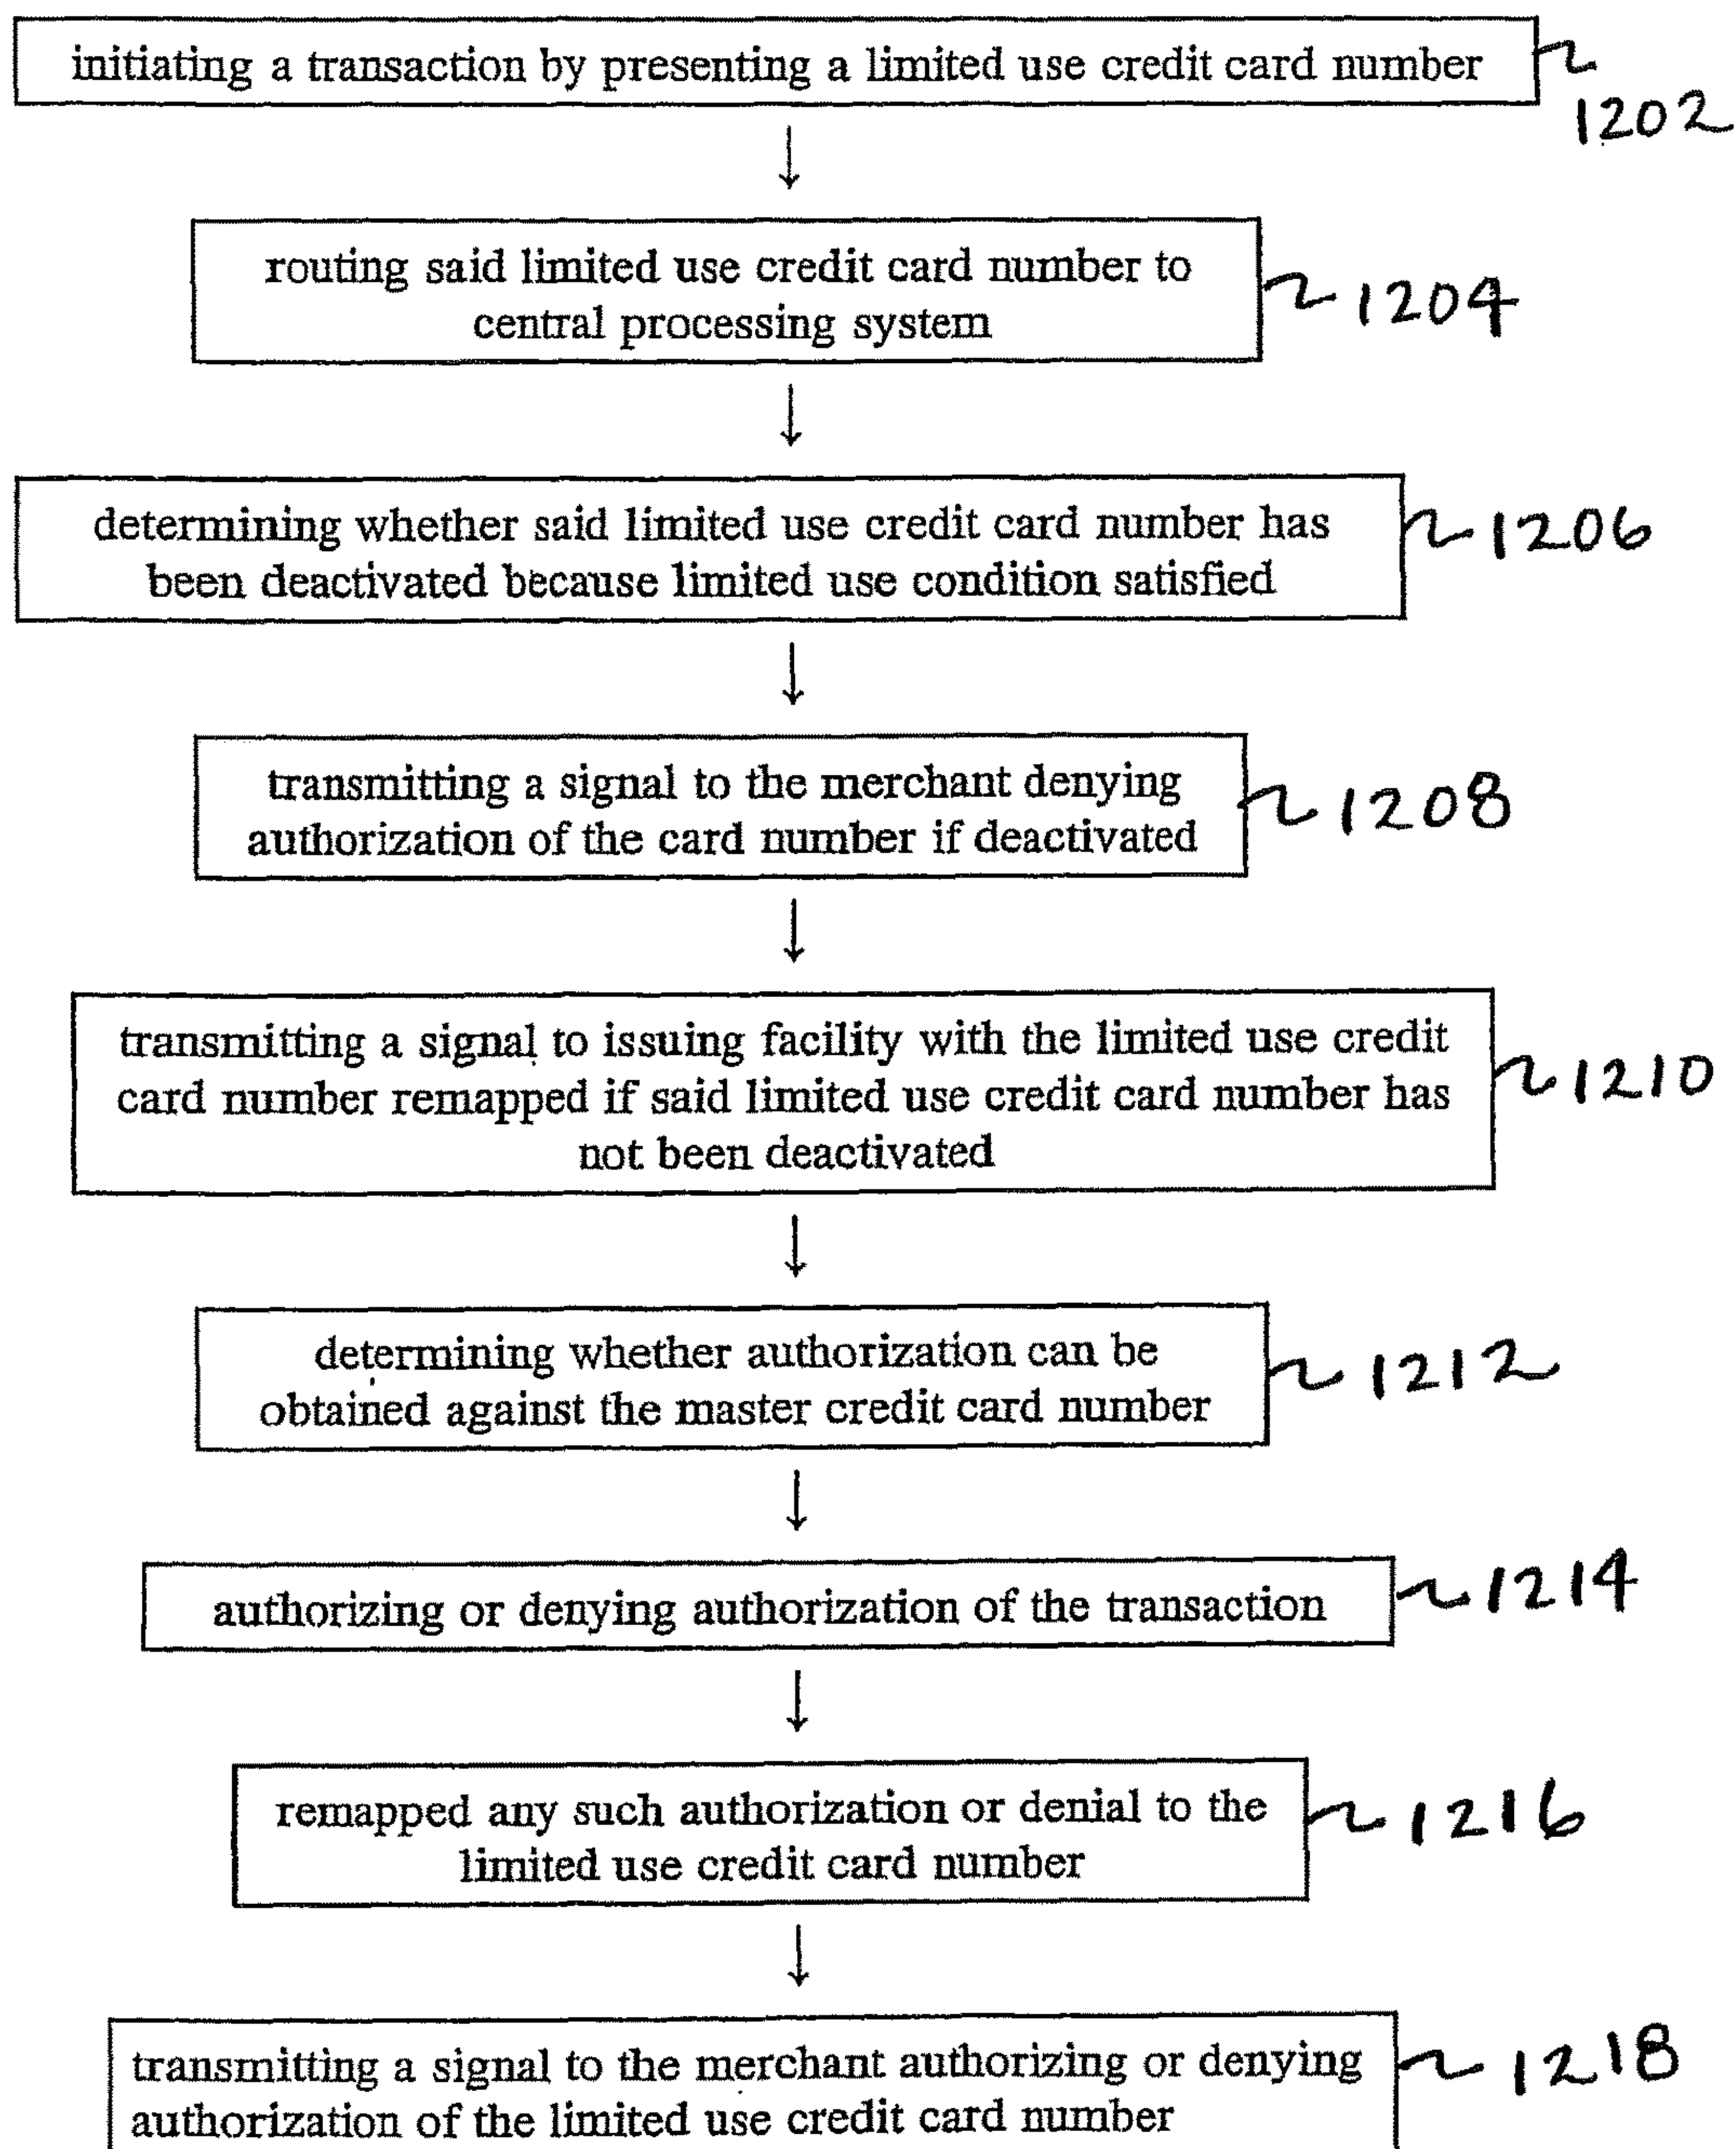 initiating a transaction by presenting a limited use credit card number
1202
↓
routing said limited use credit card number to
central processing system
1204
↓
determining whether said limited use credit card number has
been deactivated because limited use condition satisfied
1206
↓
transmitting a signal to the merchant denying
authorization of the card number if deactivated
1208
↓
transmitting a signal to issuing facility with the limited use credit
card number remapped if said limited use credit card number has
not been deactivated
1210
↓
determining whether authorization can be
obtained against the master credit card number
1212
↓
authorizing or denying authorization of the transaction
1214
↓
remapped any such authorization or denial to the
limited use credit card number
1216
↓
transmitting a signal to the merchant authorizing or denying
authorization of the limited use credit card number
1218